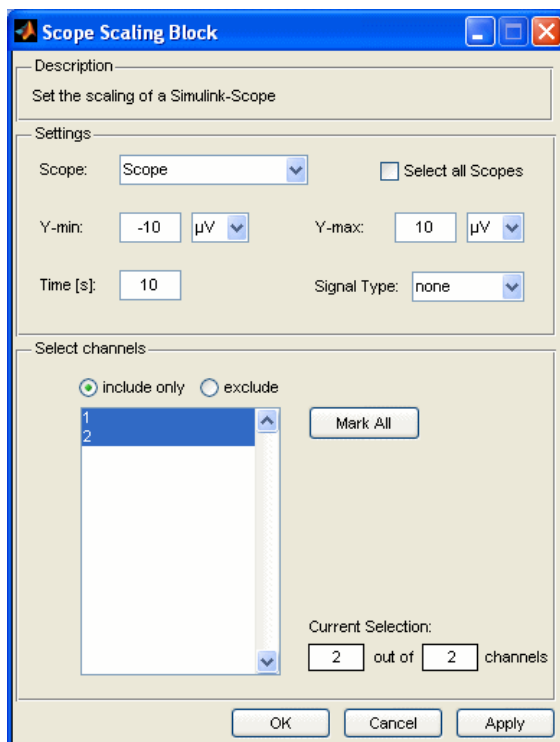 Scope Scaling Block
Description
Set the scaling of a Simulink-Scope
Settings
Scope: Scope Select all Scopes
Y-min: -10 µV Y-max: 10 µV
Time [s]: 10 Signal Type: none
Select channels
include only exclude
1
2
Mark All
Current Selection:
2 out of 2 channels
OK Cancel Apply